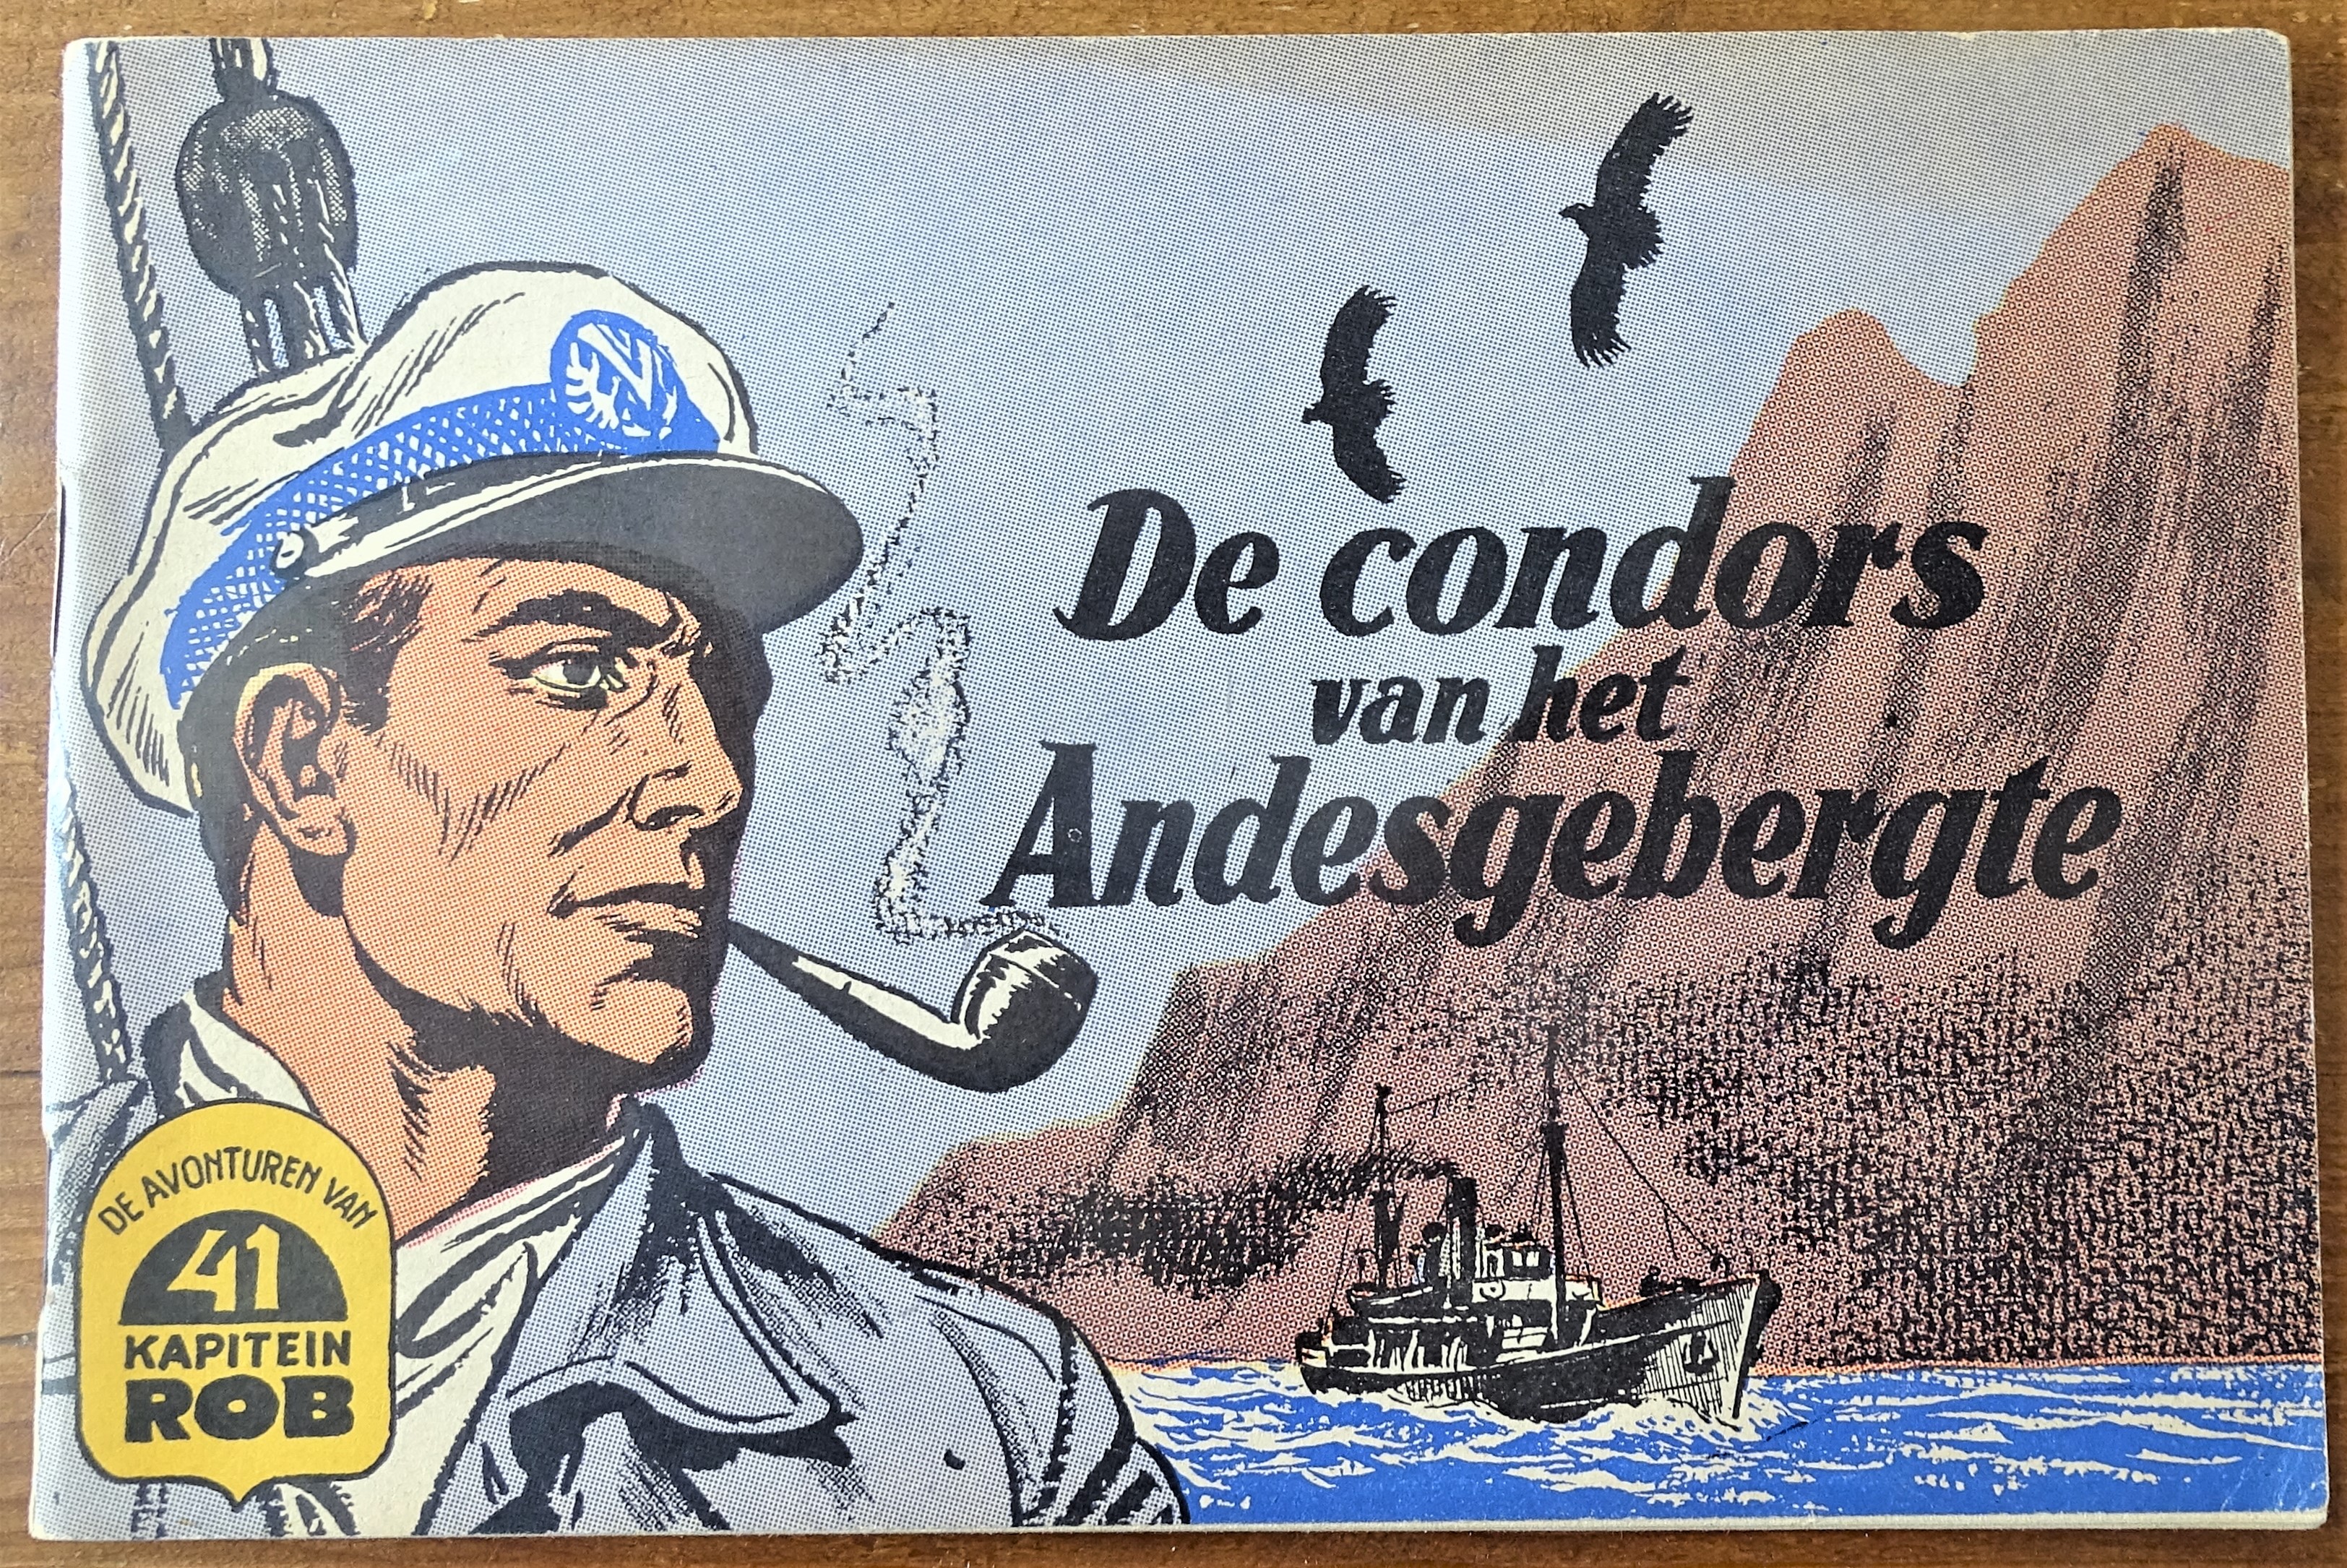 De condors
van het
Andesgebergte
DE AVONTUREN VAN
41
KAPITEIN
ROB